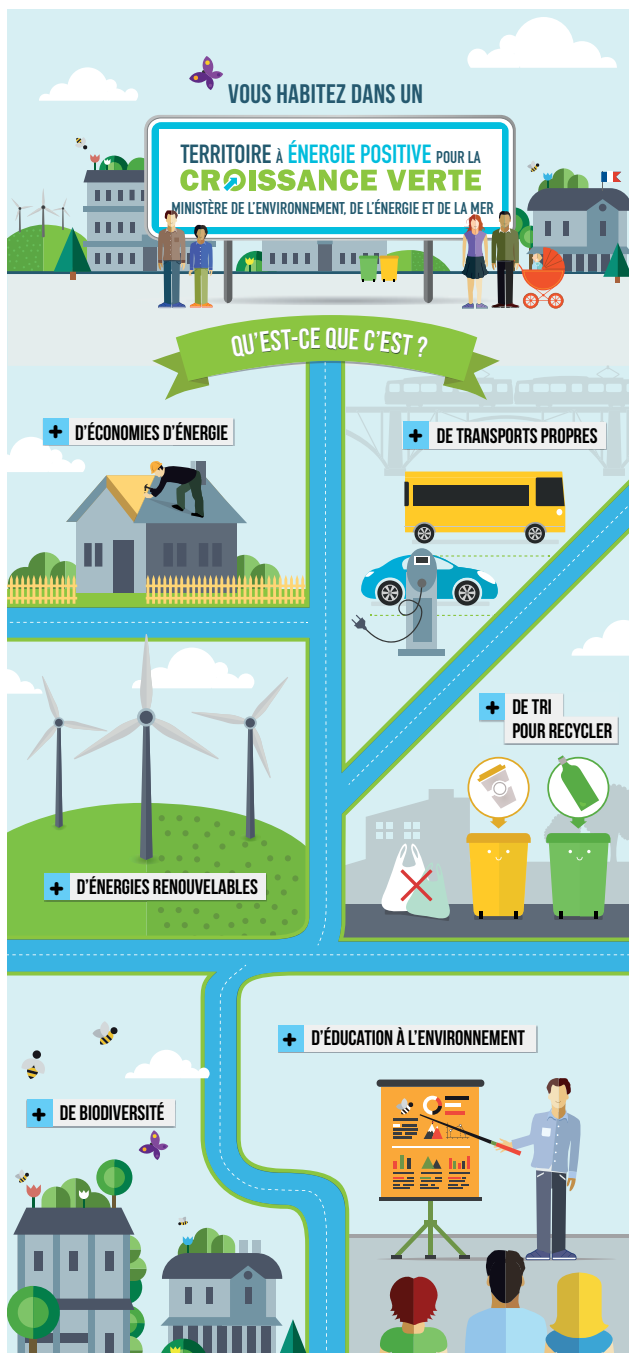 VOUS HABITEZ DANS UN
TERRITOIRE À ÉNERGIE POSITIVE POUR LA
CROISSANCE VERTE
MINISTÈRE DE L'ENVIRONNEMENT, DE L'ÉNERGIE ET DE LA MER
QU'EST-CE QUE C'EST ?
+ D'ÉCONOMIES D'ÉNERGIE
+ DE TRANSPORTS PROPRES
+ DE TRI
POUR RECYCLER
+ D'ÉNERGIES RENOUVELABLES
+ D'ÉDUCATION À L'ENVIRONNEMENT
+ DE BIODIVERSITÉ